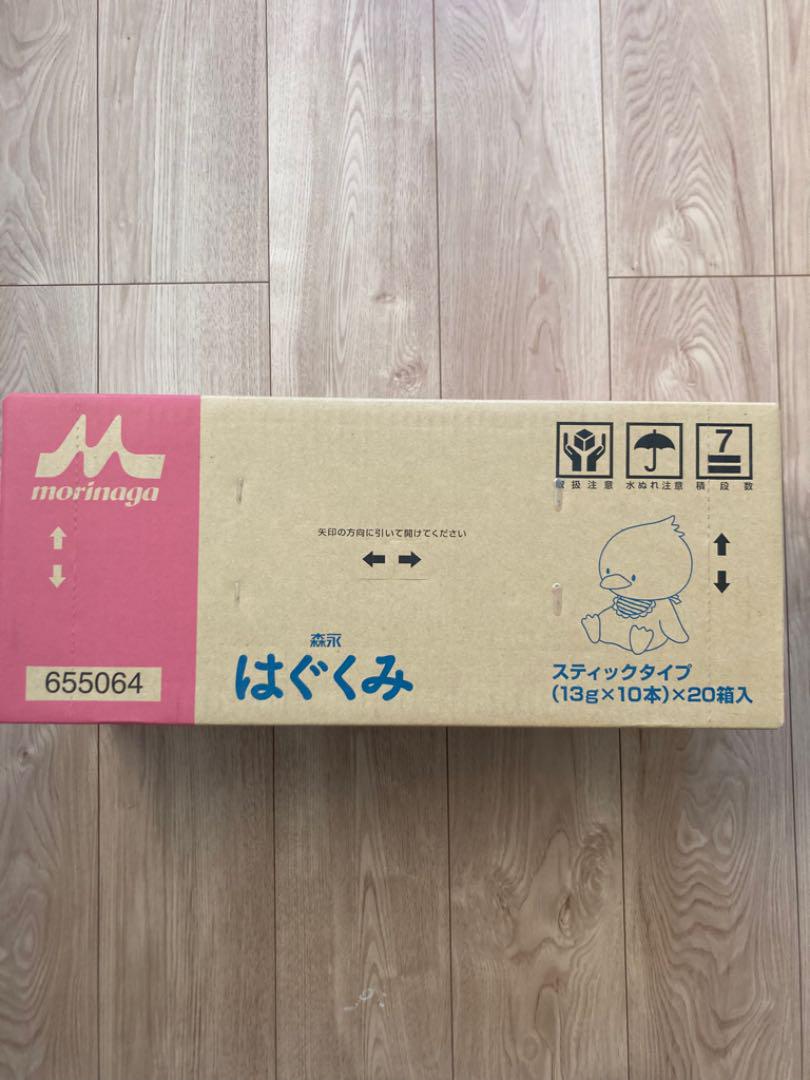 morinaga
655064
矢印の方向に引いて開けてください
森永
はぐくみ
取扱注意
水ぬれ注意
7
積段数
スティックタイプ
(13g×10本)×20箱入